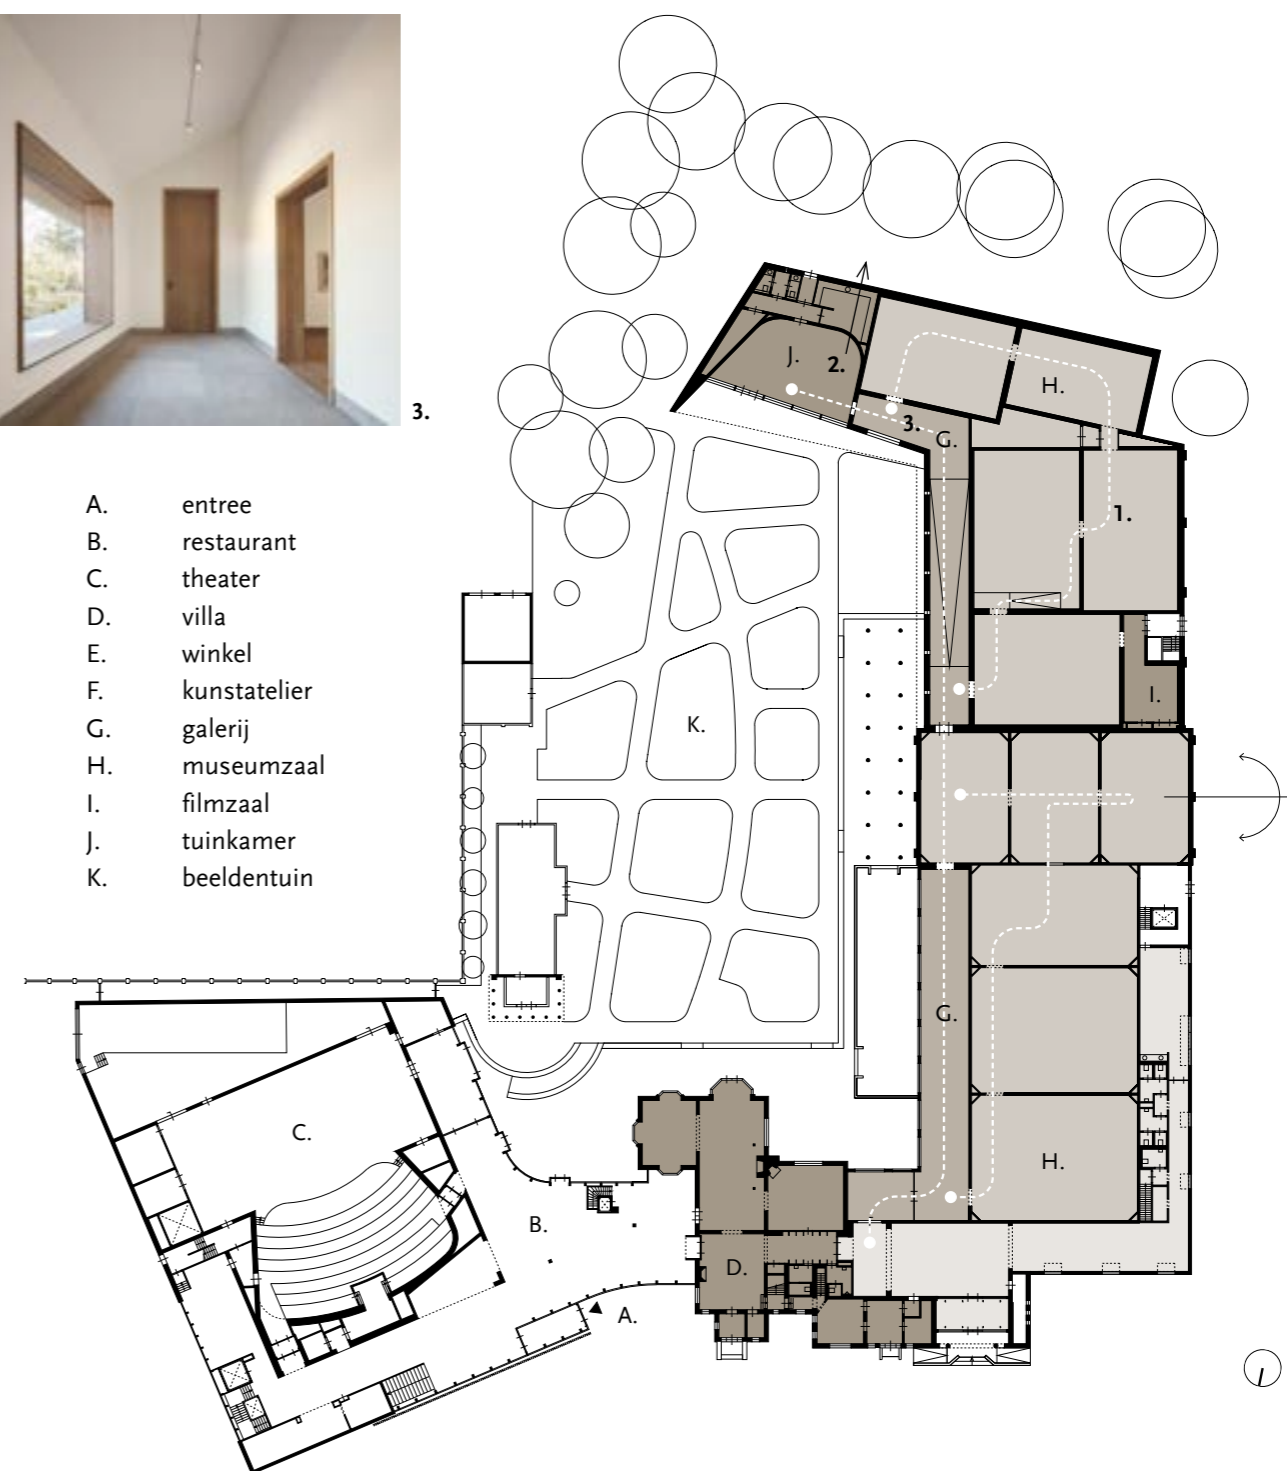 3.
A. entree
B. restaurant
C. theater
D. villa
E. winkel
F. kunstatelier
G. galerij
H. museumzaal
I. filmzaal
J. tuinkamer
K. beeldentuin
J.
2.
H.
3.
G.
1.
I.
K.
G.
C.
H.
B.
D.
A.